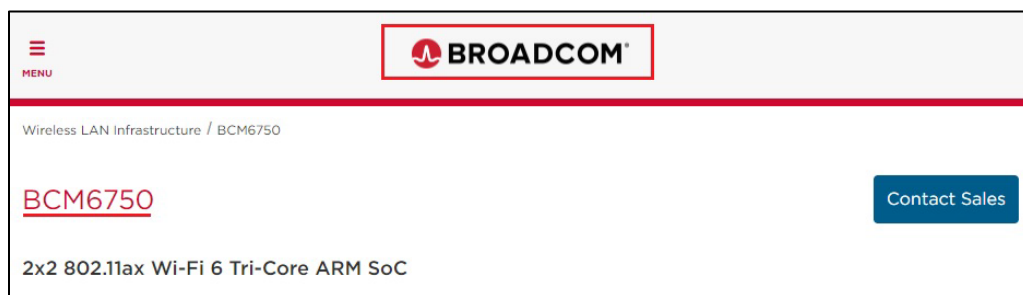 MENU
BROADCOM®
Wireless LAN Infrastructure / BCM6750
BCM6750
Contact Sales
2x2 802.11ax Wi-Fi 6 Tri-Core ARM SoC